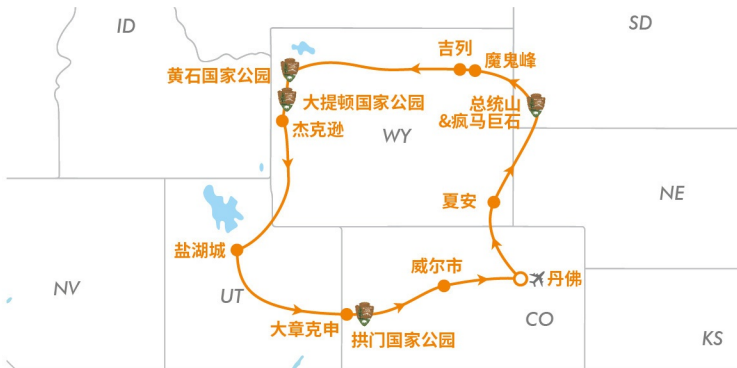 ID
SD
吉列
魔鬼峰
黄石国家公园
大提顿国家公园
总统山
&疯马巨石
杰克逊
WY
夏安
NE
盐湖城
威尔市
丹佛
NV
UT
大章克申
拱门国家公园
CO
KS